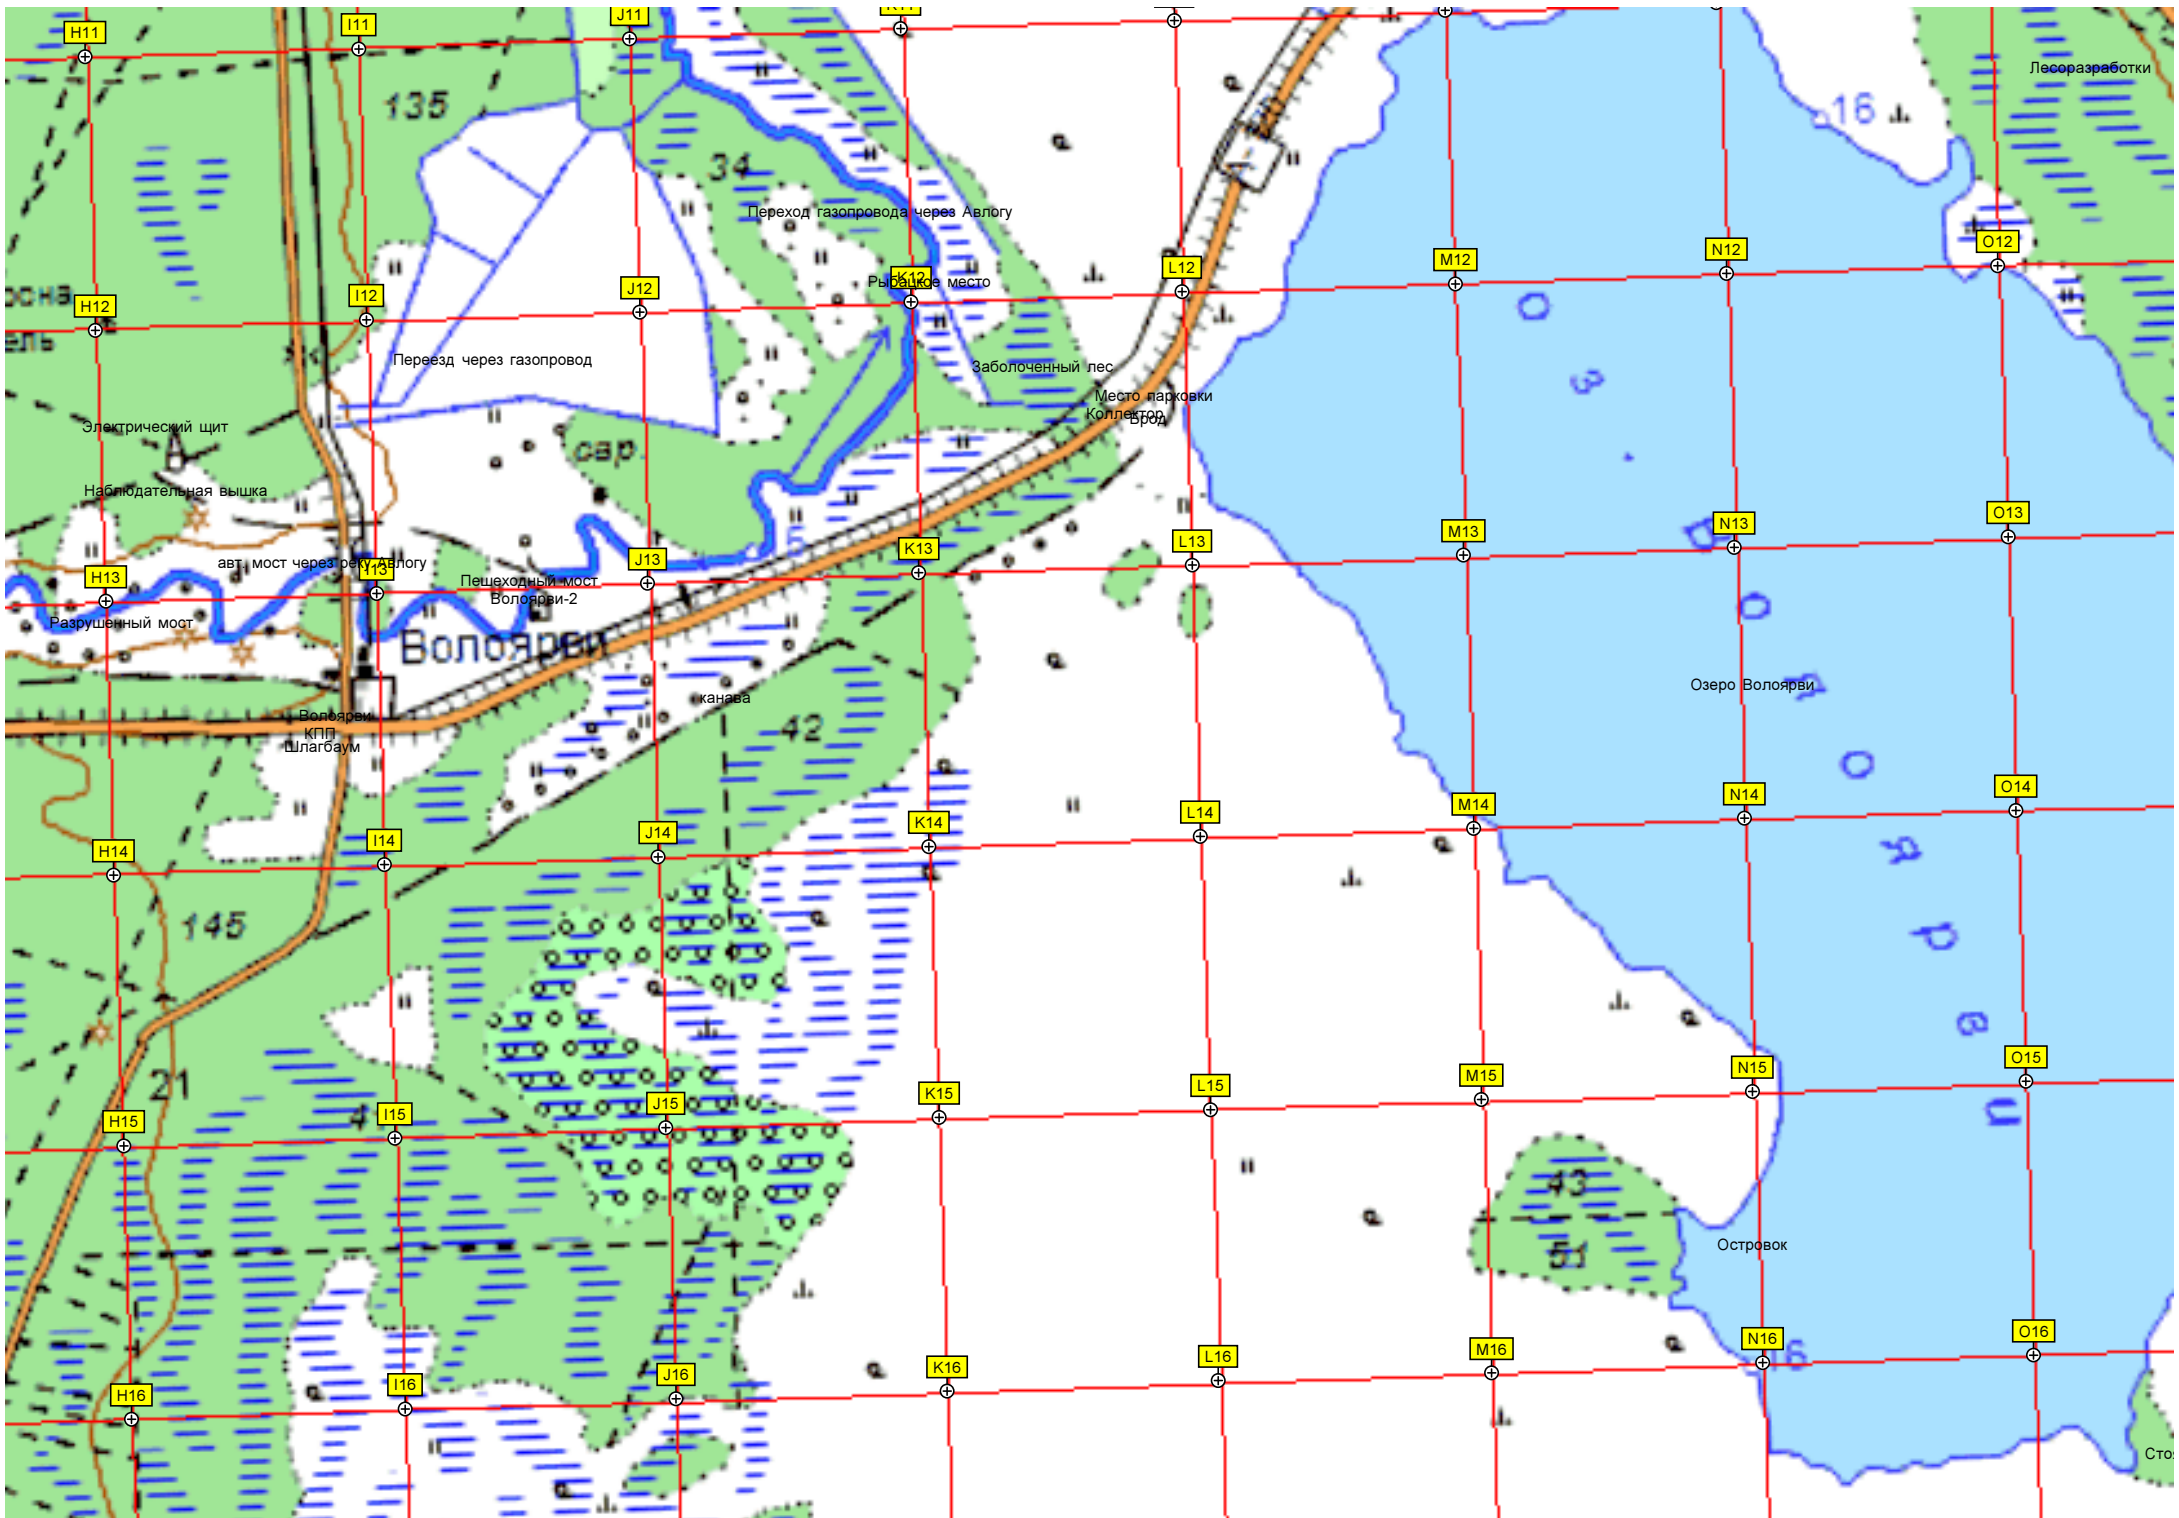 J11
H11
I11
Лесоразработки
135
16
34
Переход газопровода через Авлогу
O12
N12
M12
L12
K12
Рыбацкое место
J12
I12
H12
ель
О з . В о л о я р в и
Переезд через газопровод
Заболоченный лес
Место парковки
Коллектор
Брод
Электрический щит
сар.
Наблюдательная вышка
O13
N13
M13
L13
K13
J13
I13
H13
авт. мост через реку Авлогу
Пешеходный мост
Волоярви-2
Разрушенный мост
Волоярви
Озеро Волоярви
канава
42
Волоярви
КПП
Шлагбаум
O14
N14
M14
L14
K14
J14
I14
H14
145
O15
N15
M15
L15
K15
J15
I15
H15
21
4
43
51
Островок
O16
N16
16
M16
L16
K16
J16
I16
H16